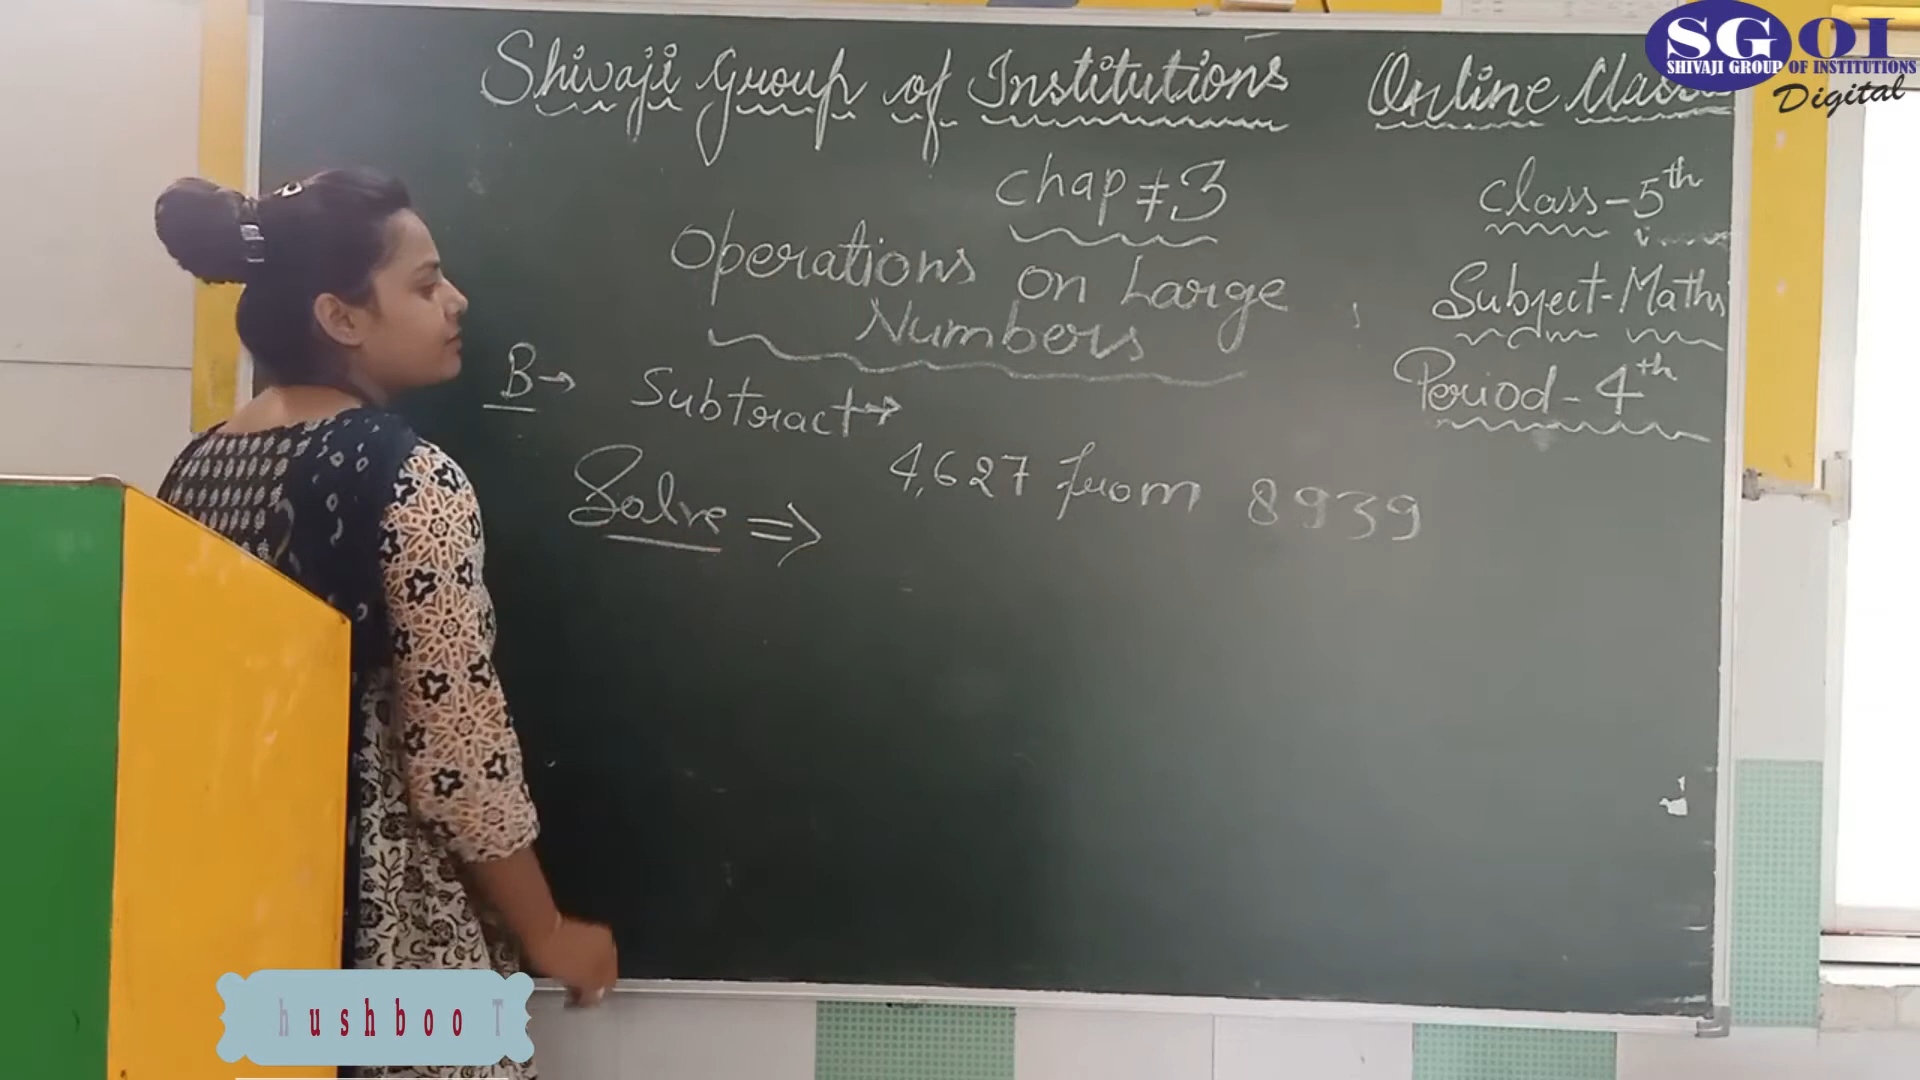 Shivaji Group of Institutions Online Class
SGOI
SHIVAJI GROUP OF INSTITUTIONS
Digital
Chap # 3
Class - 5th
Operations on Large
Numbers
Subject - Maths
Period - 4th
B → Subtract →
4,627 from 8939
Solve ⇒
hushboo T